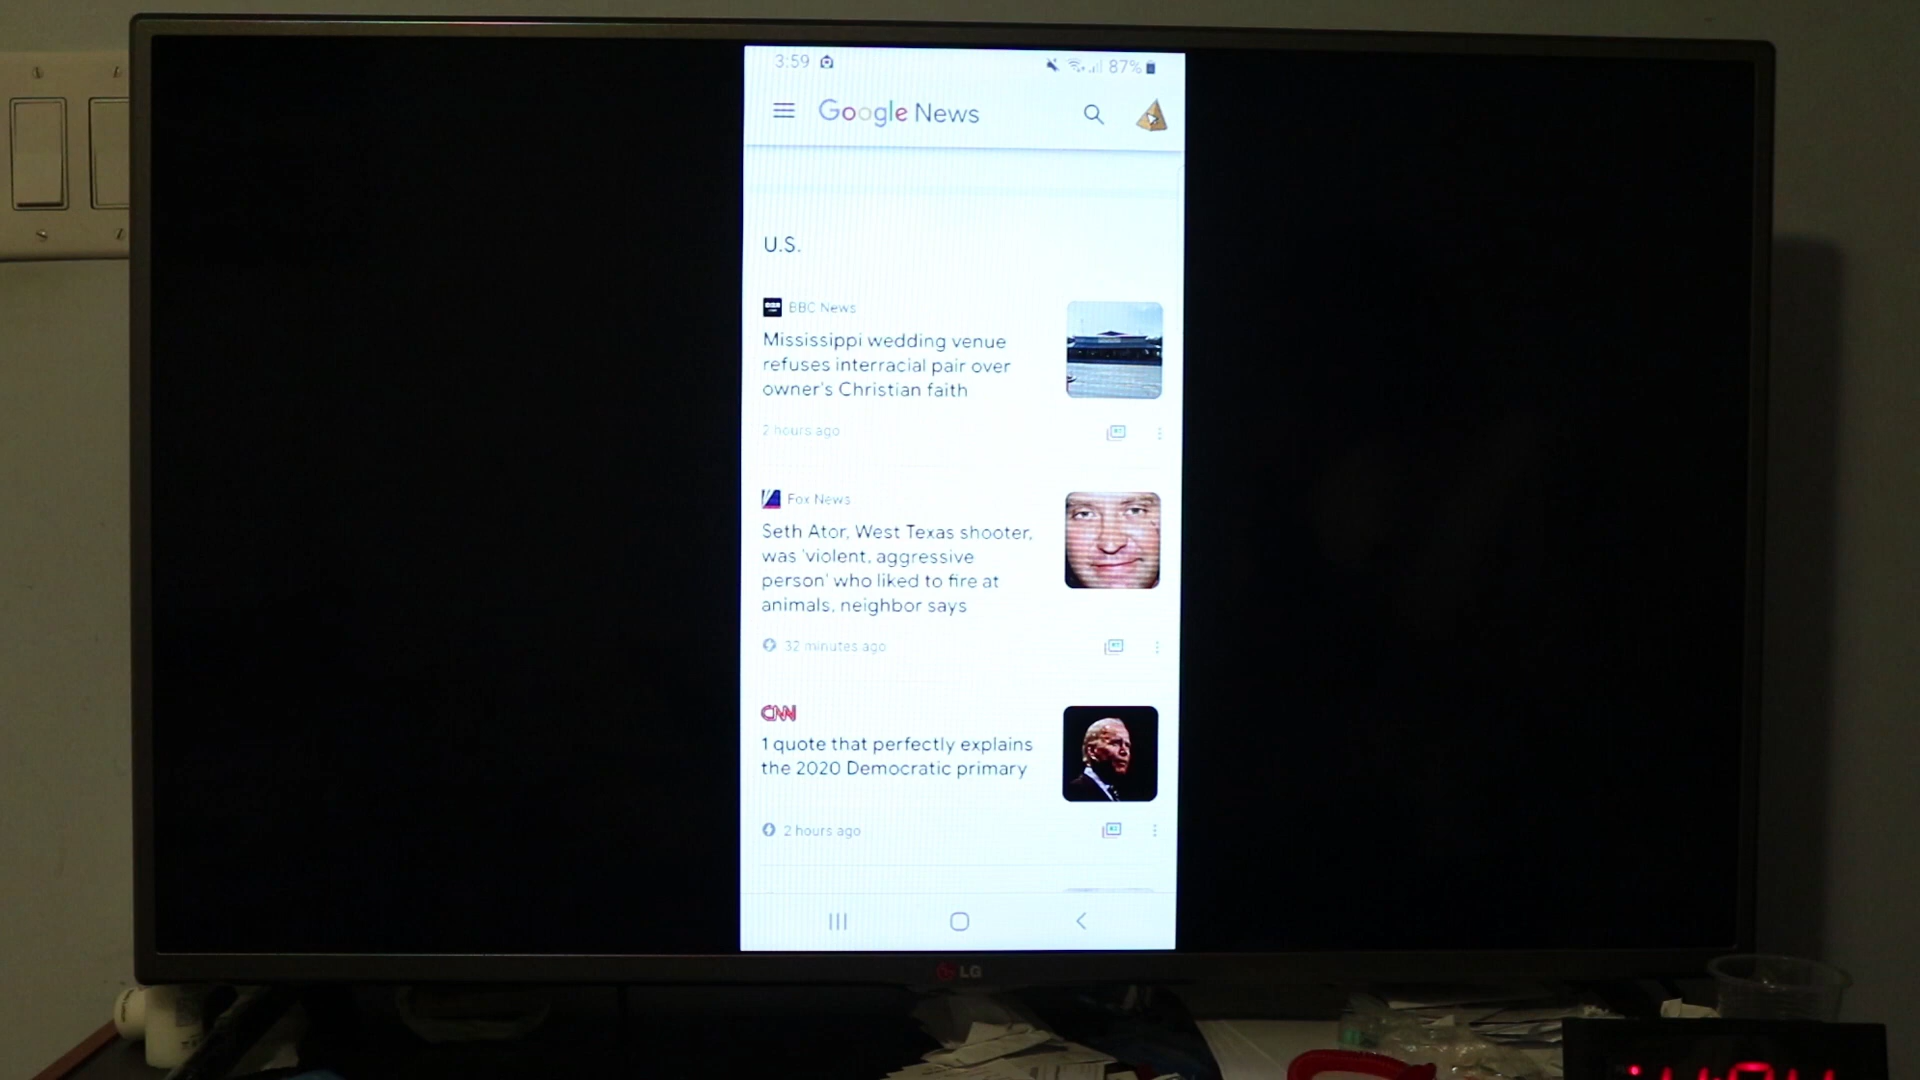 3:59
87%
Google News
U.S.
BBC News
Mississippi wedding venue
refuses interracial pair over
owner's Christian faith
2 hours ago
Fox News
Seth Ator, West Texas shooter,
was 'violent, aggressive
person' who liked to fire at
animals, neighbor says
32 minutes ago
CNN
1 quote that perfectly explains
the 2020 Democratic primary
2 hours ago
LG